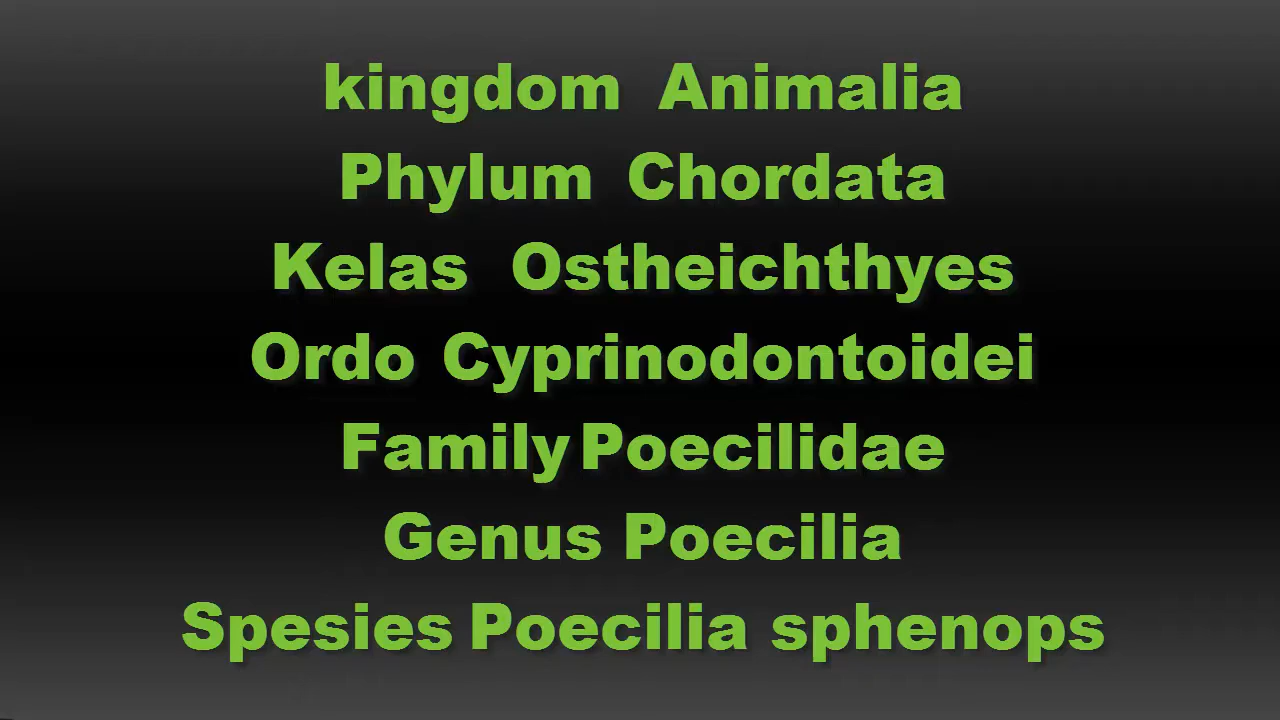 kingdom Animalia
Phylum Chordata
Kelas Ostheichthyes
Ordo Cyprinodontoidei
Family Poecilidae
Genus Poecilia
Spesies Poecilia sphenops